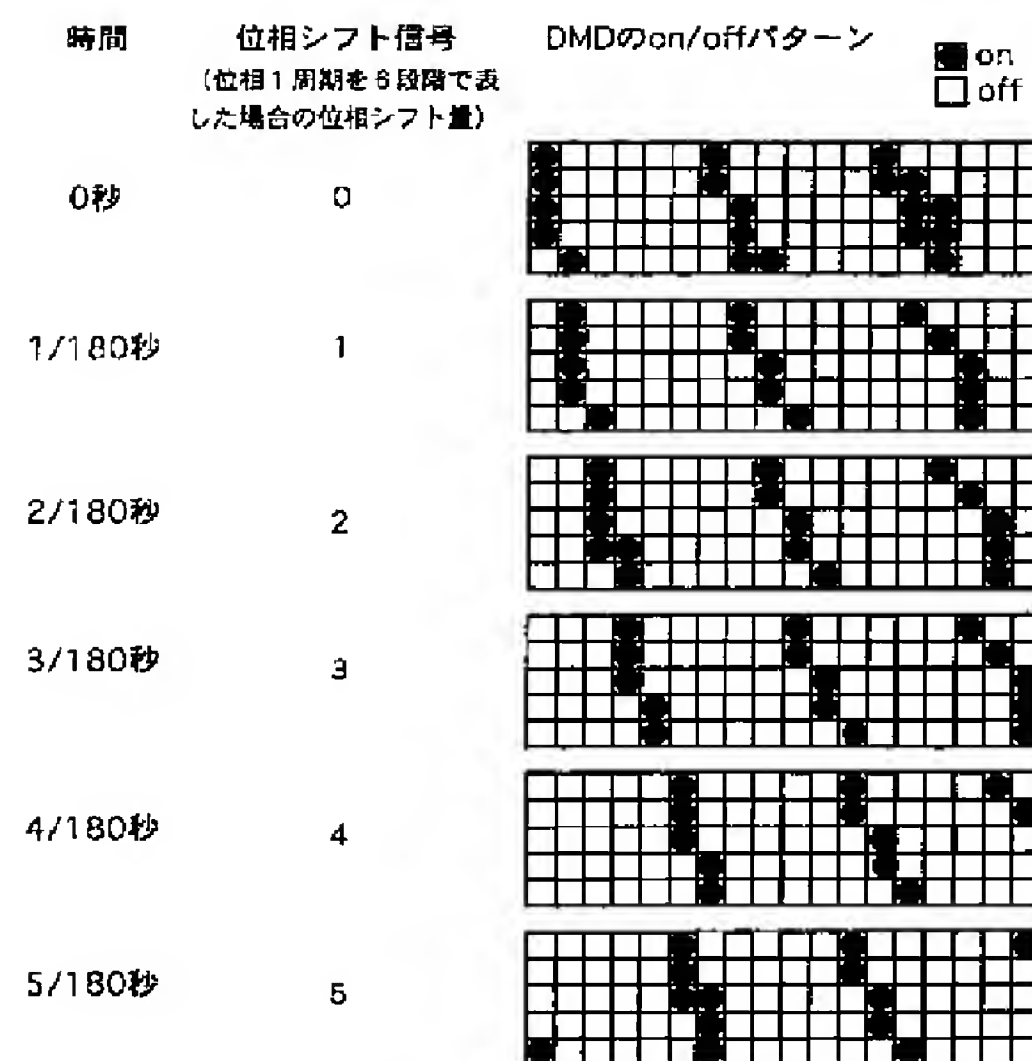 時間 位相シフト信号 DMDのon/offパターン
(位相1周期を6段階で表
した場合の位相シフト量)
on
off
0秒 0
1/180秒 1
2/180秒 2
3/180秒 3
4/180秒 4
5/180秒 5